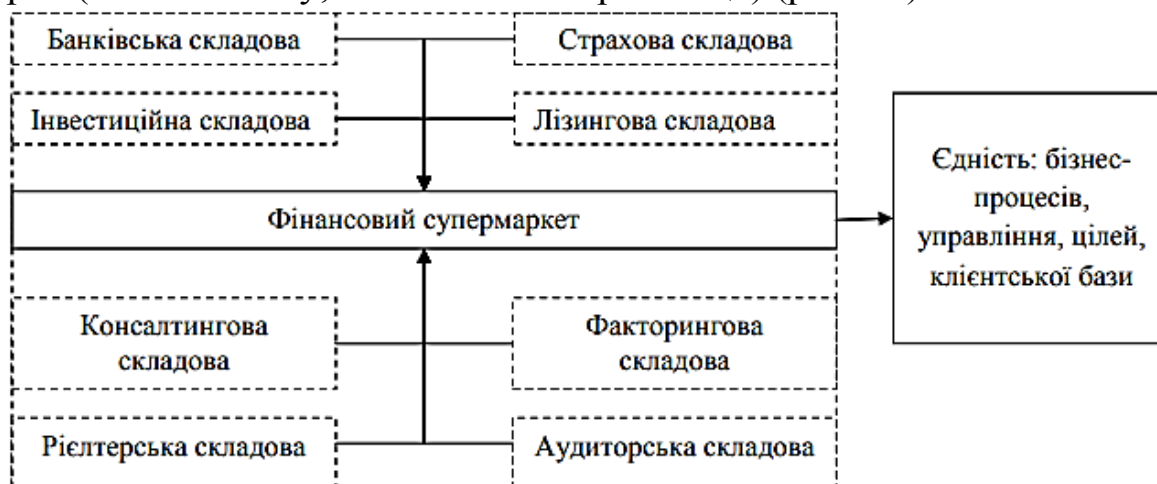 Банківська складова
Страхова складова
Інвестиційна складова
Лізингова складова
Фінансовий супермаркет
Єдність: бізнес-
процесів,
управління, цілей,
клієнтської бази
Консалтингова
складова
Факторингова
складова
Рієлтерська складова
Аудиторська складова